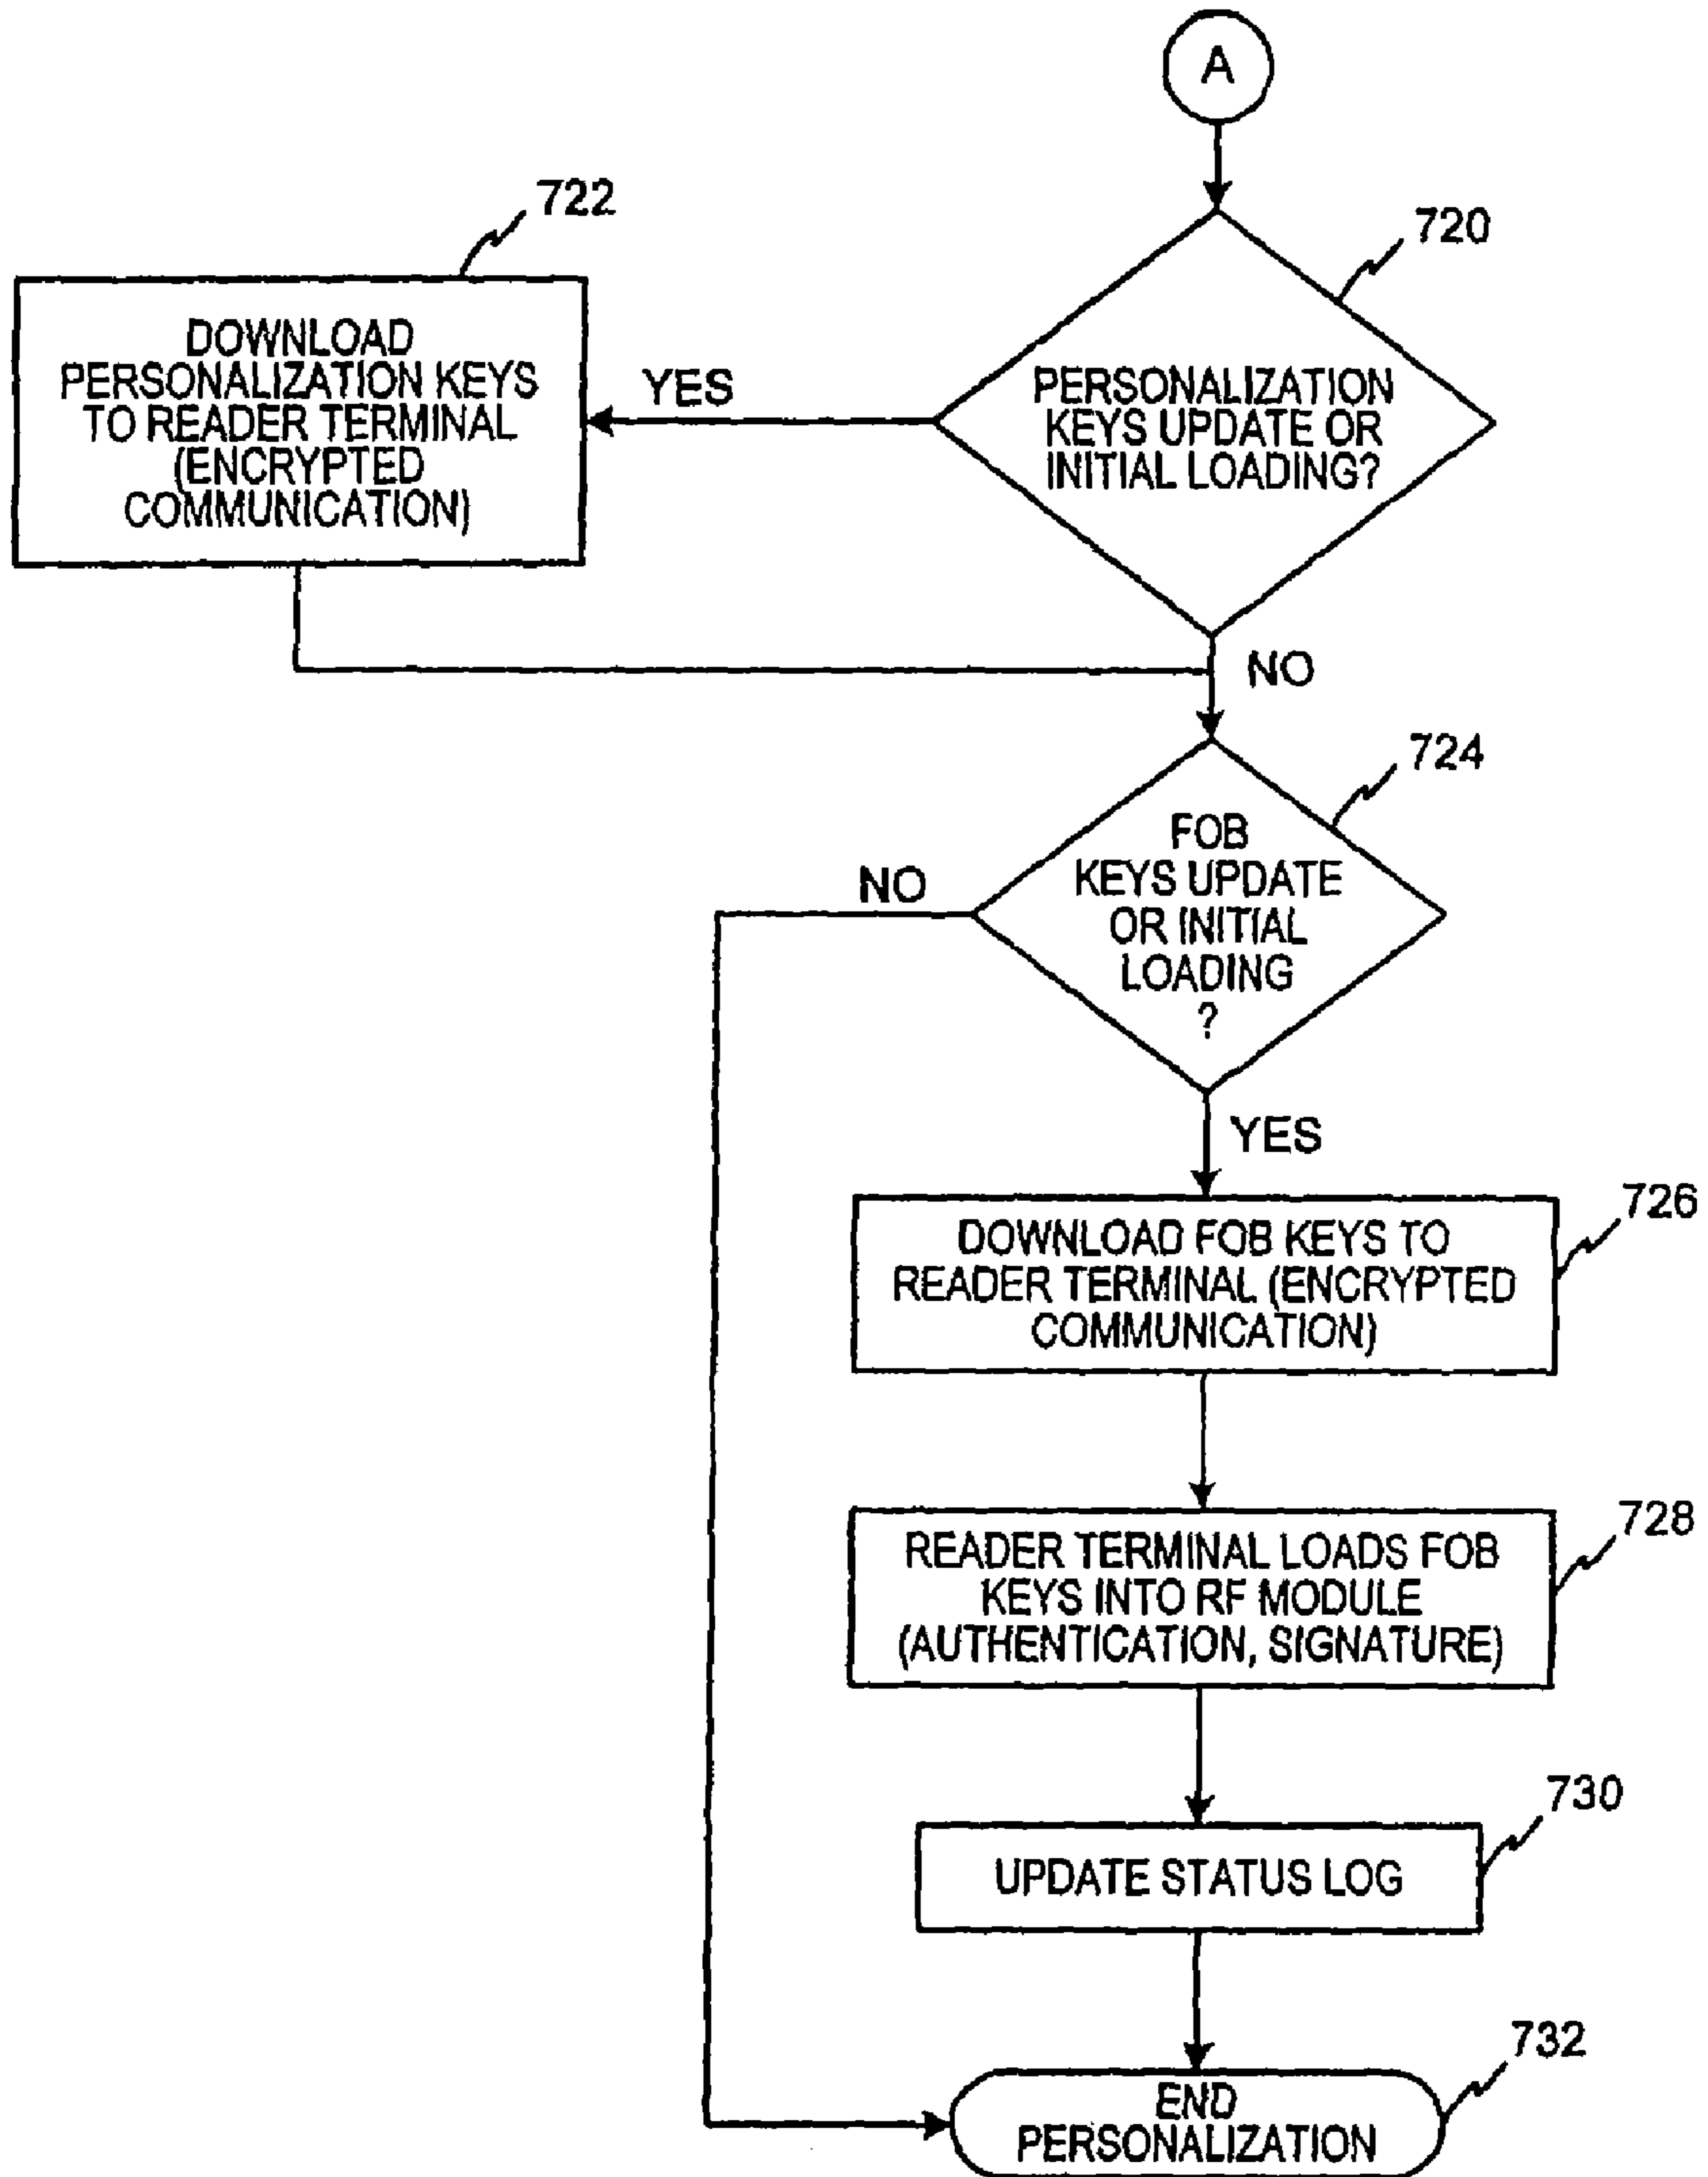 A
722
720
DOWNLOAD
PERSONALIZATION KEYS
TO READER TERMINAL
(ENCRYPTED
COMMUNICATION)
YES
PERSONALIZATION
KEYS UPDATE OR
INITIAL LOADING?
NO
724
FOB
KEYS UPDATE
OR INITIAL
LOADING
?
NO
YES
726
DOWNLOAD FOB KEYS TO
READER TERMINAL (ENCRYPTED
COMMUNICATION)
728
READER TERMINAL LOADS FOB
KEYS INTO RF MODULE
(AUTHENTICATION, SIGNATURE)
730
UPDATE STATUS LOG
732
END
PERSONALIZATION